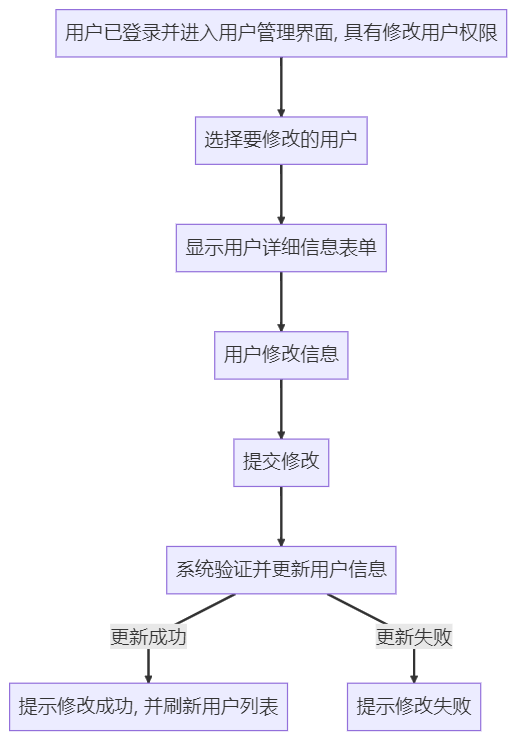 用户已登录并进入用户管理界面, 具有修改用户权限
选择要修改的用户
显示用户详细信息表单
用户修改信息
提交修改
系统验证并更新用户信息
更新成功
更新失败
提示修改成功, 并刷新用户列表
提示修改失败